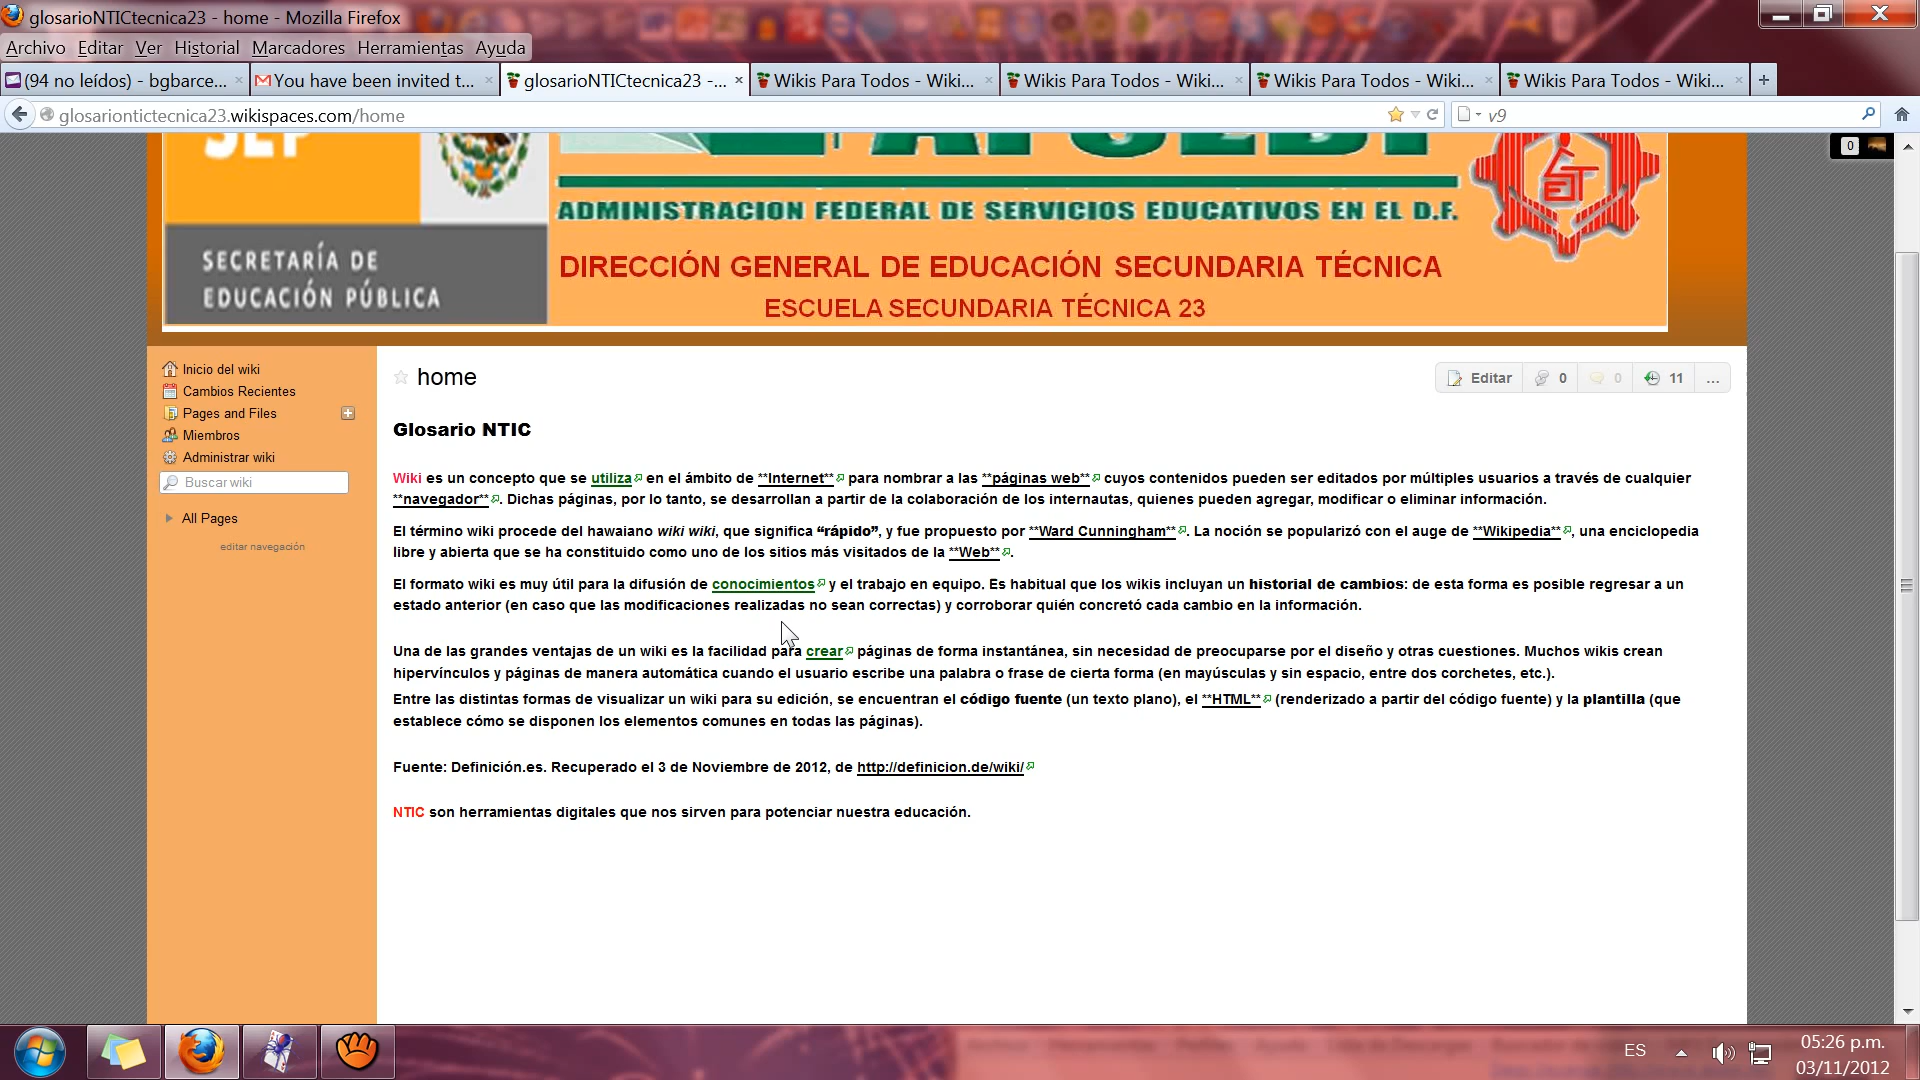 glosarioNTICtecnica23 - home - Mozilla Firefox
Archivo Editar Ver Historial Marcadores Herramientas Ayuda
(94 no leídos) - bgbarce... You have been invited t... glosarioNTICtecnica23 -... Wikis Para Todos - Wiki... Wikis Para Todos - Wiki... Wikis Para Todos - Wiki... Wikis Para Todos - Wiki...
glosariontictecnica23.wikispaces.com/home v9
0
ADMINISTRACION FEDERAL DE SERVICIOS EDUCATIVOS EN EL D.F.
SECRETARÍA DE
EDUCACIÓN PÚBLICA
DIRECCIÓN GENERAL DE EDUCACIÓN SECUNDARIA TÉCNICA
ESCUELA SECUNDARIA TÉCNICA 23
Inicio del wiki
Cambios Recientes
Pages and Files
Miembros
Administrar wiki
Buscar wiki
All Pages
editar navegación
home
Editar 0 0 11 ...
Glosario NTIC
Wiki es un concepto que se utiliza en el ámbito de **Internet** para nombrar a las **páginas web** cuyos contenidos pueden ser editados por múltiples usuarios a través de cualquier
**navegador**. Dichas páginas, por lo tanto, se desarrollan a partir de la colaboración de los internautas, quienes pueden agregar, modificar o eliminar información.
El término wiki procede del hawaiano wiki wiki, que significa “rápido”, y fue propuesto por **Ward Cunningham**. La noción se popularizó con el auge de **Wikipedia**, una enciclopedia
libre y abierta que se ha constituido como uno de los sitios más visitados de la **Web**.
El formato wiki es muy útil para la difusión de conocimientos y el trabajo en equipo. Es habitual que los wikis incluyan un historial de cambios: de esta forma es posible regresar a un
estado anterior (en caso que las modificaciones realizadas no sean correctas) y corroborar quién concretó cada cambio en la información.
Una de las grandes ventajas de un wiki es la facilidad para crear páginas de forma instantánea, sin necesidad de preocuparse por el diseño y otras cuestiones. Muchos wikis crean
hipervínculos y páginas de manera automática cuando el usuario escribe una palabra o frase de cierta forma (en mayúsculas y sin espacio, entre dos corchetes, etc.).
Entre las distintas formas de visualizar un wiki para su edición, se encuentran el código fuente (un texto plano), el **HTML** (renderizado a partir del código fuente) y la plantilla (que
establece cómo se disponen los elementos comunes en todas las páginas).
Fuente: Definición.es. Recuperado el 3 de Noviembre de 2012, de http://definicion.de/wiki/
NTIC son herramientas digitales que nos sirven para potenciar nuestra educación.
ES
05:26 p.m.
03/11/2012